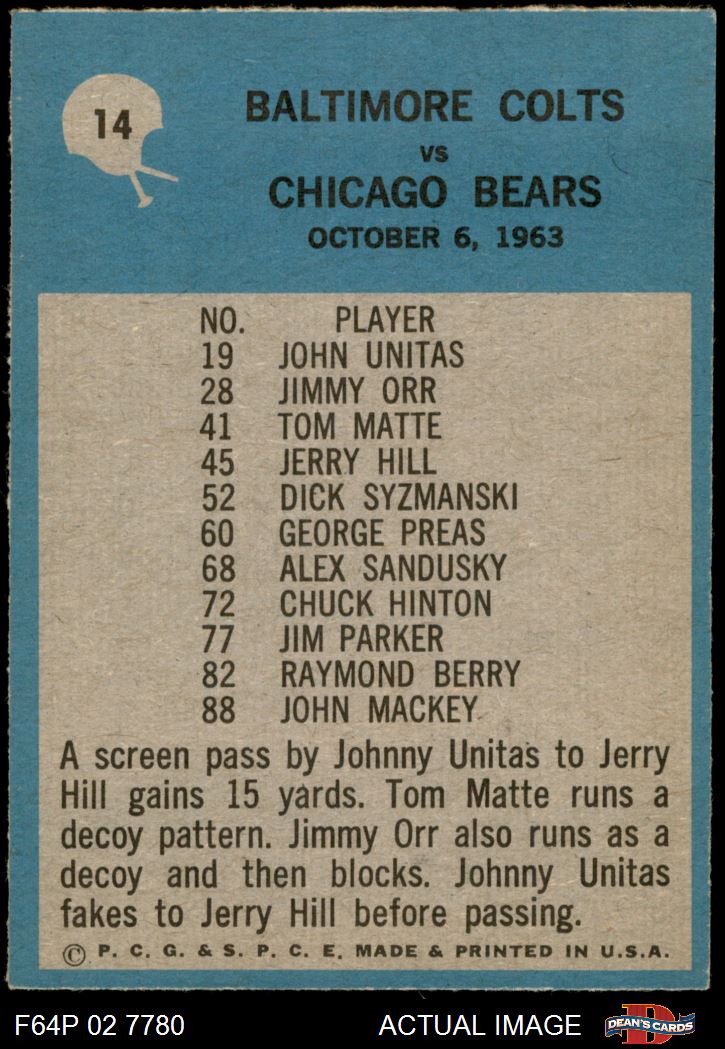 14
BALTIMORE COLTS
VS
CHICAGO BEARS
OCTOBER 6, 1963
NO. PLAYER
19 JOHN UNITAS
28 JIMMY ORR
41 TOM MATTE
45 JERRY HILL
52 DICK SYZMANSKI
60 GEORGE PREAS
68 ALEX SANDUSKY
72 CHUCK HINTON
77 JIM PARKER
82 RAYMOND BERRY
88 JOHN MACKEY
A screen pass by Johnny Unitas to Jerry
Hill gains 15 yards. Tom Matte runs a
decoy pattern. Jimmy Orr also runs as a
decoy and then blocks. Johnny Unitas
fakes to Jerry Hill before passing.
© P. C. G. & S. P. C. E. MADE & PRINTED IN U.S.A.
F64P 02 7780 ACTUAL IMAGE
D
DEAN'S CARDS